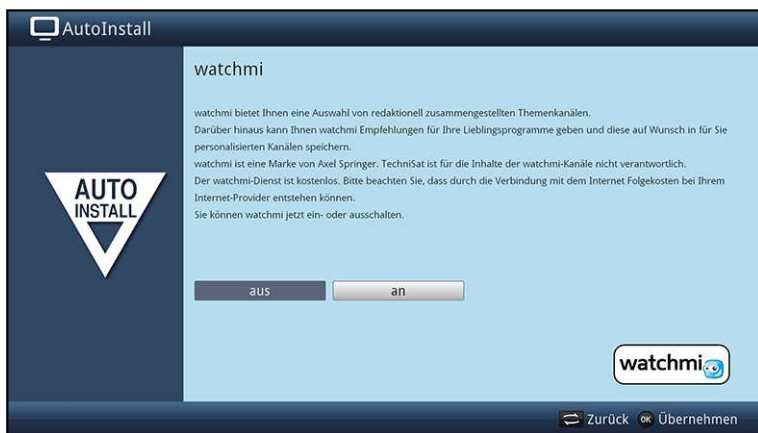 AutoInstall
watchmi
watchmi bietet Ihnen eine Auswahl von redaktionell zusammengestellten Themenkanälen.
Darüber hinaus kann Ihnen watchmi Empfehlungen für Ihre Lieblingsprogramme geben und diese auf Wunsch in für Sie
personalisierten Kanälen speichern.
watchmi ist eine Marke von Axel Springer. TechniSat ist für die Inhalte der watchmi-Kanäle nicht verantwortlich.
Der watchmi-Dienst ist kostenlos. Bitte beachten Sie, dass durch die Verbindung mit dem Internet Folgekosten bei Ihrem
Internet-Provider entstehen können.
Sie können watchmi jetzt ein- oder ausschalten.
AUTO
INSTALL
aus an
watchmi
Zurück OK Übernehmen